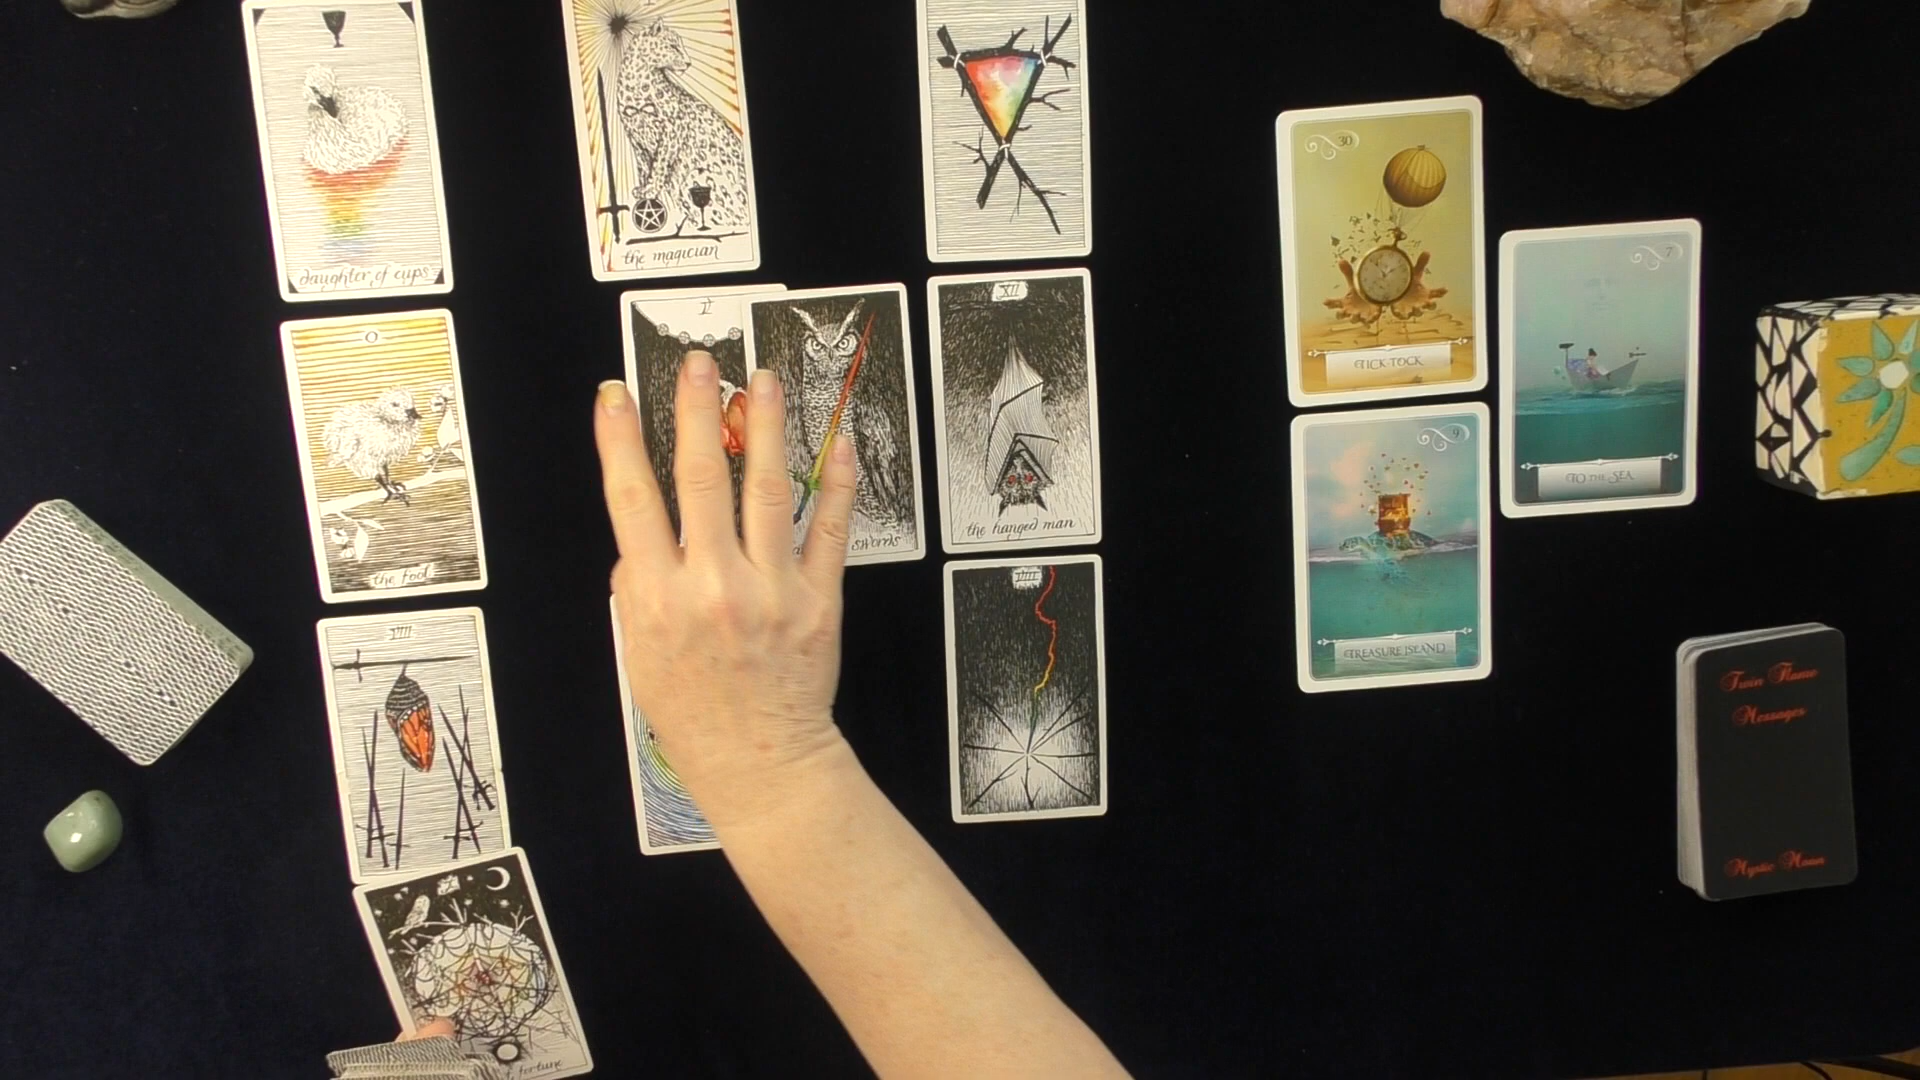 daughter of cups
I
the magician
0
the fool
VIII
X
fortune
swords
XII
the hanged man
30
TICK-TOCK
7
TO THE SEA
9
TREASURE ISLAND
Twin Flame
Messages
Mystic Moon